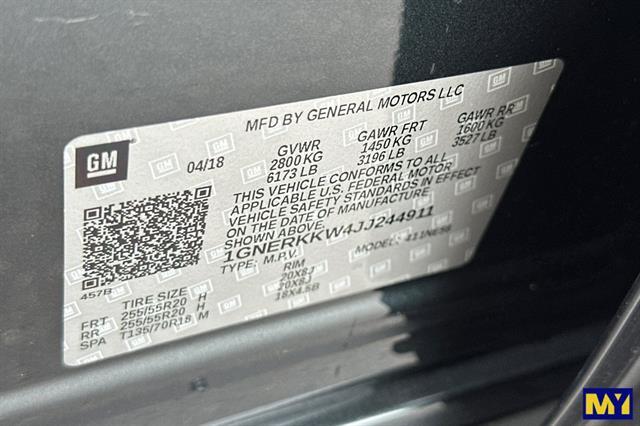 MFD BY GENERAL MOTORS LLC
GM
04/18
GVWR GAWR FRT GAWR RR
2800 KG 1450 KG 1600 KG
6173 LB 3196 LB 3527 LB
THIS VEHICLE CONFORMS TO ALL
APPLICABLE U.S. FEDERAL MOTOR
VEHICLE SAFETY STANDARDS IN EFFECT
ON THE DATE OF MANUFACTURE
1GNERKKW4JJ244911
TYPE: M.P.V. MODEL:
457B
TIRE SIZE RIM
FRT 255/55R20 H 20X8J
RR 255/55R20 H 20X8J
SPA T135/70R18 M 18X4.5B
MY